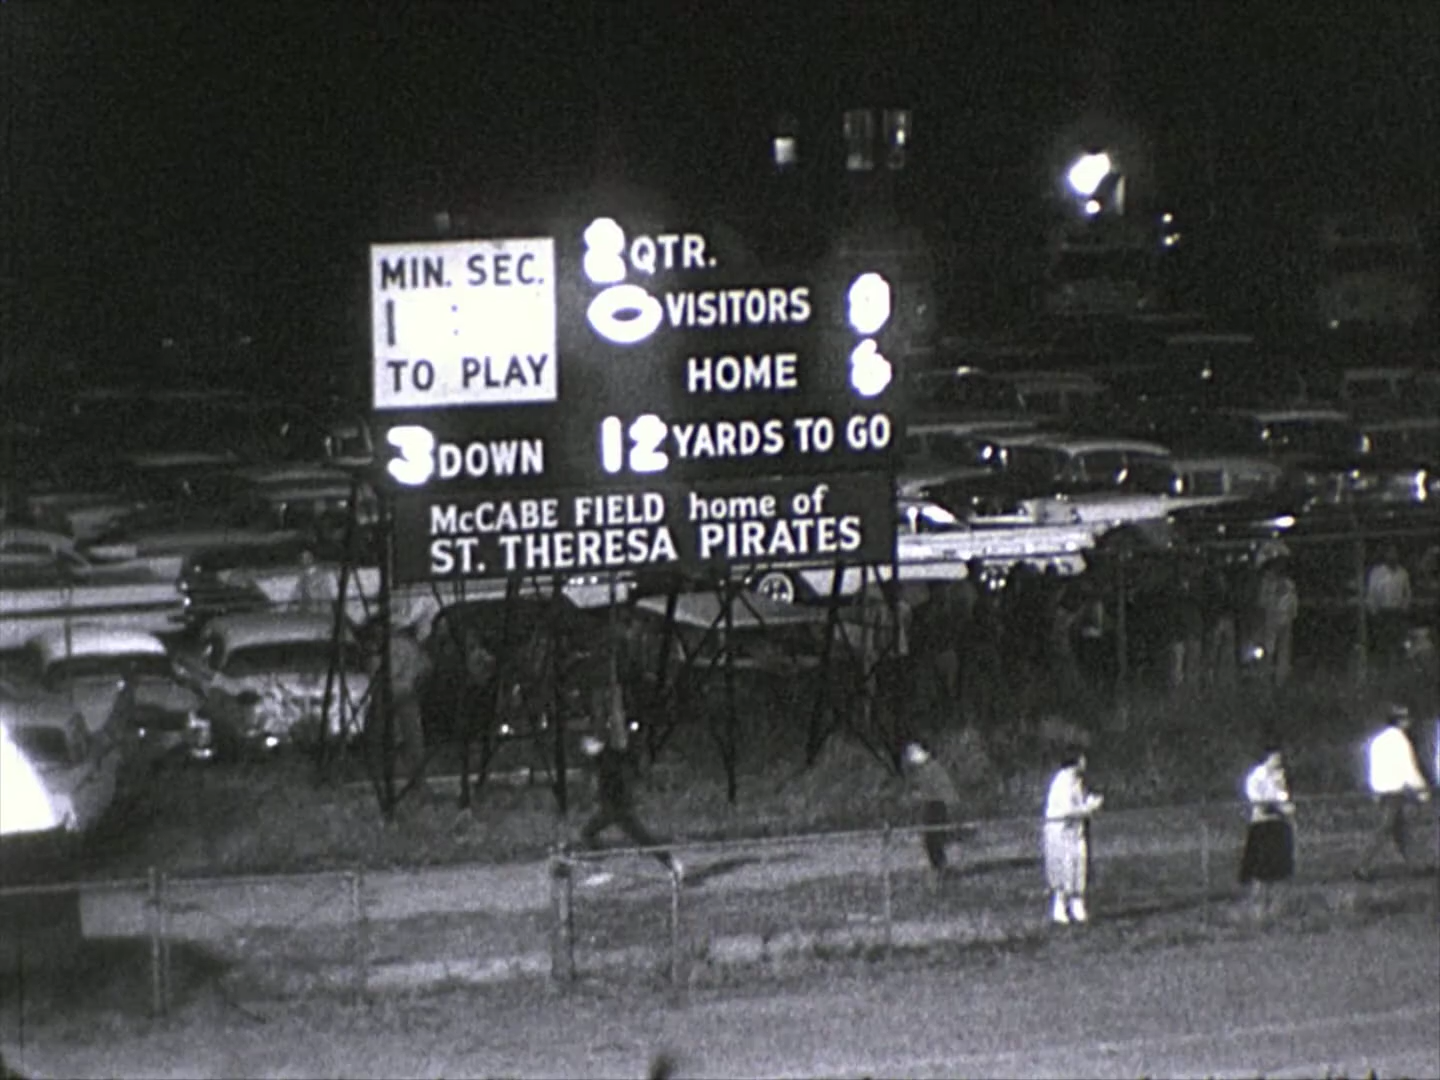 MIN. SEC.
1 :
TO PLAY
2 QTR.
VISITORS 0
HOME 6
3 DOWN 12 YARDS TO GO
McCABE FIELD home of
ST. THERESA PIRATES